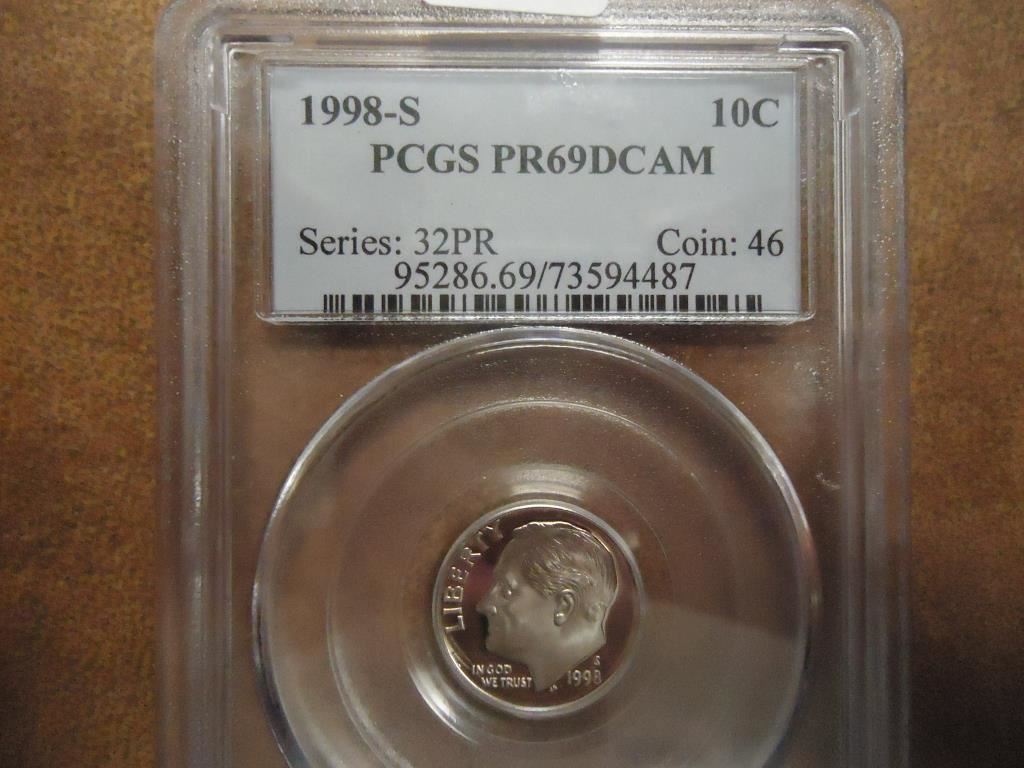 1998-S 10C
PCGS PR69DCAM
Series: 32PR Coin: 46
95286.69/73594487
LIBERTY
IN GOD
WE TRUST
S
1998